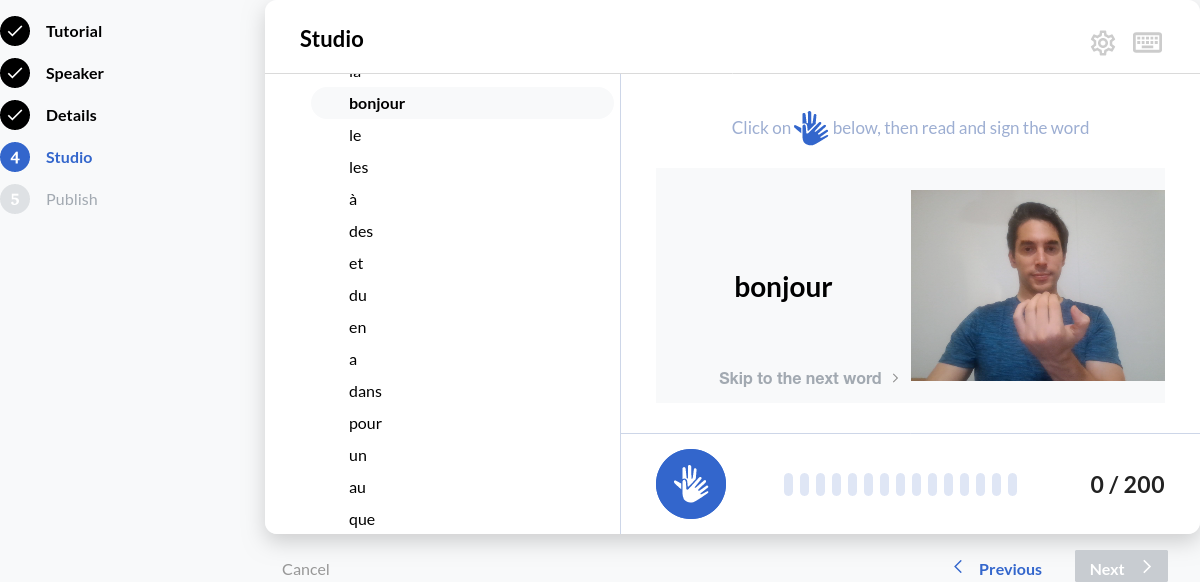 Tutorial
Speaker
Details
4 Studio
5 Publish
Studio
la
bonjour
le
les
à
des
et
du
en
a
dans
pour
un
au
que
Click on below, then read and sign the word
bonjour
Skip to the next word
0 / 200
Cancel
Previous
Next